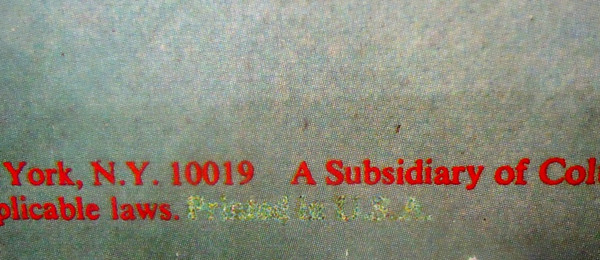 York, N.Y. 10019 A Subsidiary of Col
plicable laws. Printed in U.S.A.